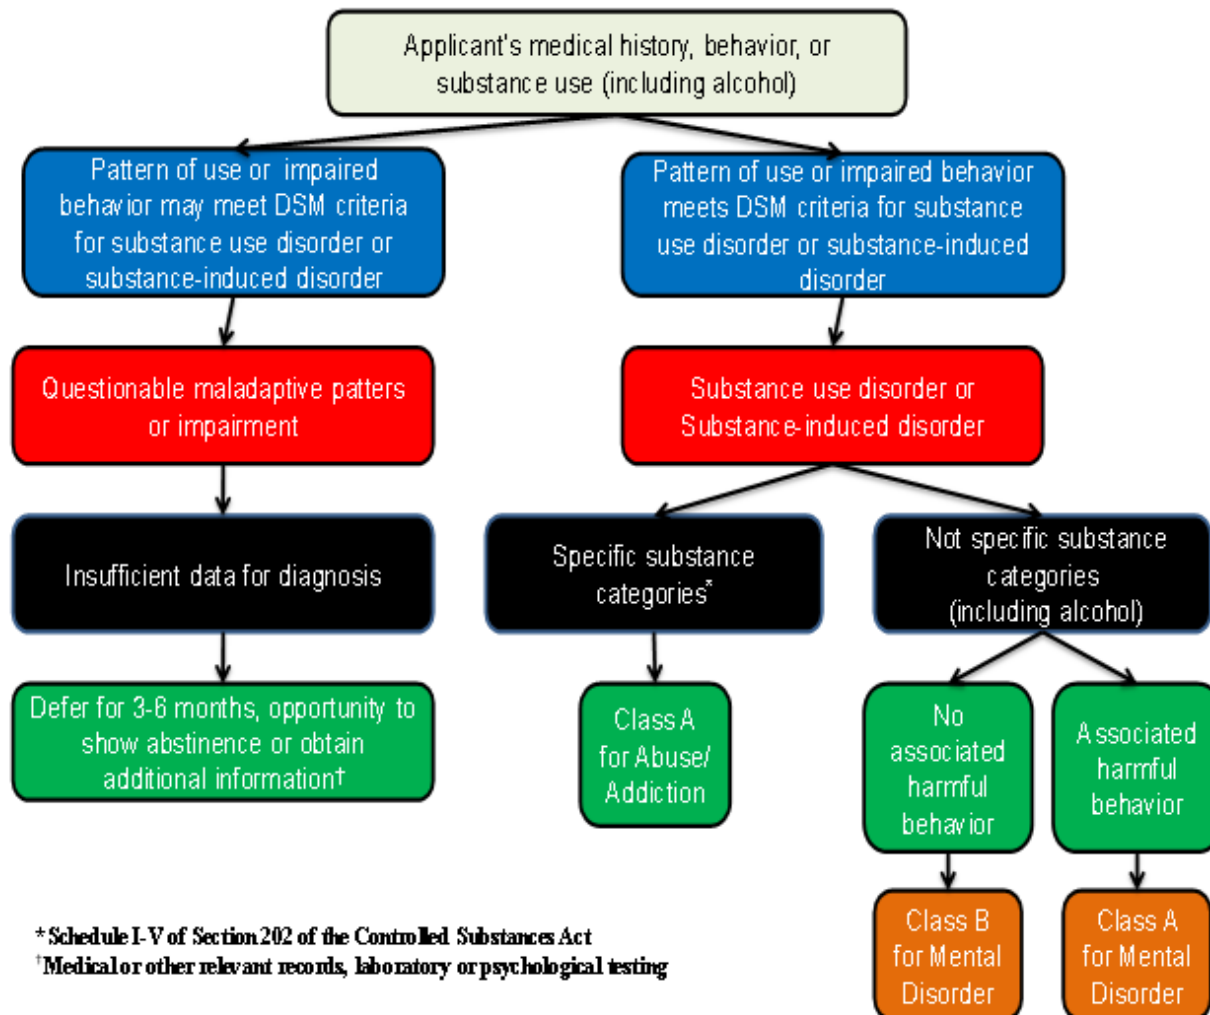 Applicant's medical history, behavior, or
substance use (including alcohol)
Pattern of use or impaired
behavior may meet DSM criteria
for substance use disorder or
substance-induced disorder
Pattern of use or impaired behavior
meets DSM criteria for substance
use disorder or substance-induced
disorder
Questionable maladaptive patters
or impairment
Substance use disorder or
Substance-induced disorder
Insufficient data for diagnosis
Specific substance
categories*
Not specific substance
categories
(including alcohol)
Defer for 3-6 months, opportunity to
show abstinence or obtain
additional information†
Class A
for Abuse/
Addiction
No
associated
harmful
behavior
Associated
harmful
behavior
Class B
for Mental
Disorder
Class A
for Mental
Disorder
*Schedule I-V of Section 202 of the Controlled Substances Act
†Medical or other relevant records, laboratory or psychological testing